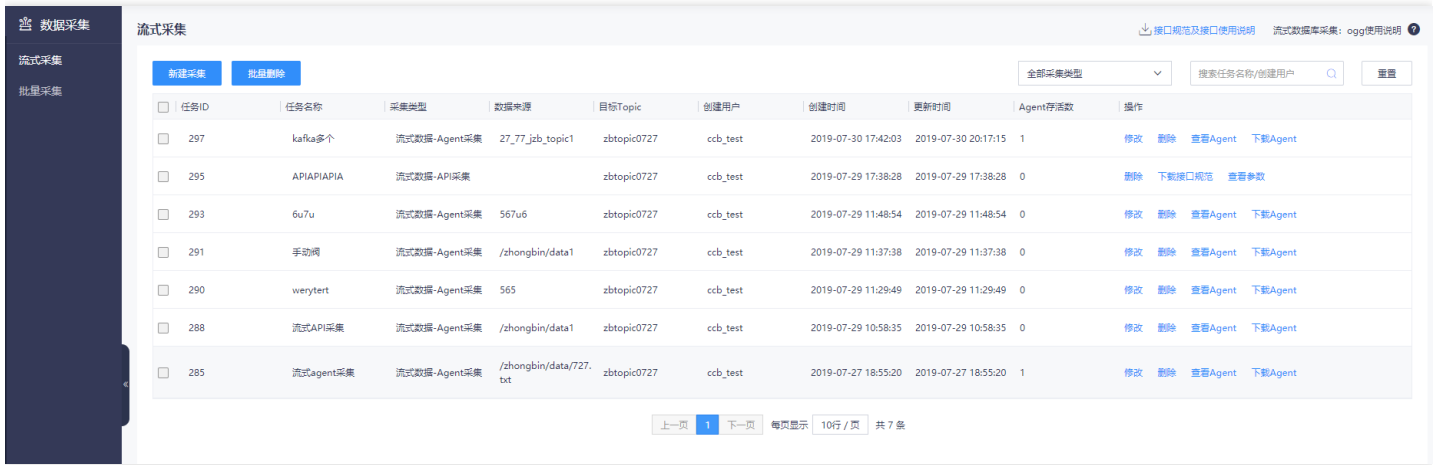 数据采集
流式采集
批量采集
流式采集
接口规范及接口使用说明 流式数据库采集：ogg使用说明 ?
新建采集 批量删除 全部采集类型 搜索任务名称/创建用户 重置
任务ID 任务名称 采集类型 数据来源 目标Topic 创建用户 创建时间 更新时间 Agent存活数 操作
297 kafka多个 流式数据-Agent采集 27_77_jzb_topic1 zbtopic0727 ccb_test 2019-07-30 17:42:03 2019-07-30 20:17:15 1 修改 删除 查看Agent 下载Agent
295 APIAPIAPIA 流式数据-API采集 zbtopic0727 ccb_test 2019-07-29 17:38:28 2019-07-29 17:38:28 0 删除 下载接口规范 查看参数
293 6u7u 流式数据-Agent采集 567u6 zbtopic0727 ccb_test 2019-07-29 11:48:54 2019-07-29 11:48:54 0 修改 删除 查看Agent 下载Agent
291 手动阀 流式数据-Agent采集 /zhongbin/data1 zbtopic0727 ccb_test 2019-07-29 11:37:38 2019-07-29 11:37:38 0 修改 删除 查看Agent 下载Agent
290 werytert 流式数据-Agent采集 565 zbtopic0727 ccb_test 2019-07-29 11:29:49 2019-07-29 11:29:49 0 修改 删除 查看Agent 下载Agent
288 流式API采集 流式数据-Agent采集 /zhongbin/data1 zbtopic0727 ccb_test 2019-07-29 10:58:35 2019-07-29 10:58:35 0 修改 删除 查看Agent 下载Agent
285 流式agent采集 流式数据-Agent采集 /zhongbin/data/727. zbtopic0727 ccb_test 2019-07-27 18:55:20 2019-07-27 18:55:20 1 修改 删除 查看Agent 下载Agent
txt
上一页 1 下一页 每页显示 10行 / 页 共 7 条